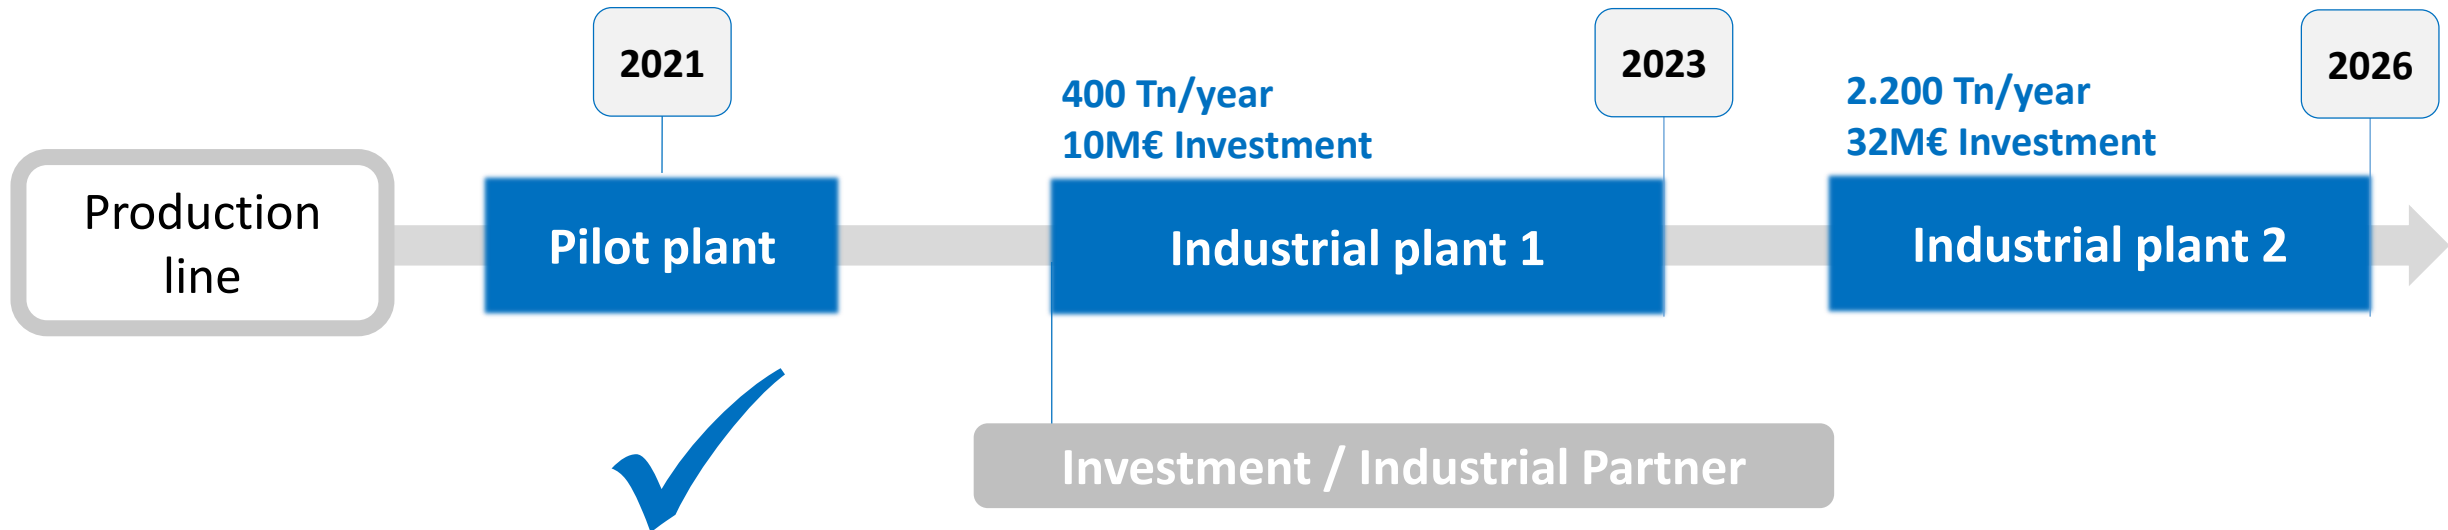 2021
2023
2026
400 Tn/year
10M€ Investment
2.200 Tn/year
32M€ Investment
Production
line
Pilot plant
Industrial plant 1
Industrial plant 2
Investment / Industrial Partner